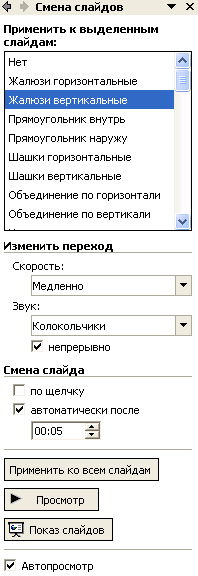 Смена слайдов
Применить к выделенным
слайдам:
Нет
Жалюзи горизонтальные
Жалюзи вертикальные
Прямоугольник внутрь
Прямоугольник наружу
Шашки горизонтальные
Шашки вертикальные
Объединение по горизонтали
Объединение по вертикали
Изменить переход
Скорость:
Медленно
Звук:
Колокольчики
непрерывно
Смена слайда
по щелчку
автоматически после
00:05
Применить ко всем слайдам
Просмотр
Показ слайдов
Автопросмотр